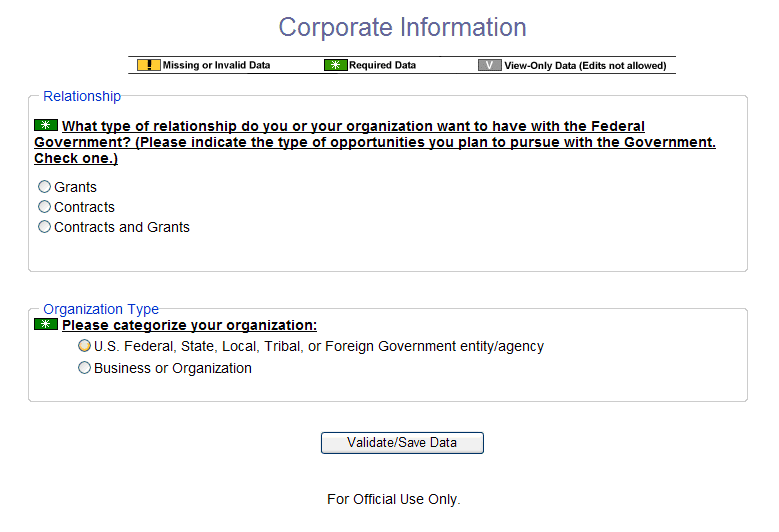 Corporate Information
! Missing or Invalid Data * Required Data V View-Only Data (Edits not allowed)
Relationship
* What type of relationship do you or your organization want to have with the Federal
Government? (Please indicate the type of opportunities you plan to pursue with the Government.
Check one.)
Grants
Contracts
Contracts and Grants
Organization Type
* Please categorize your organization:
U.S. Federal, State, Local, Tribal, or Foreign Government entity/agency
Business or Organization
Validate/Save Data
For Official Use Only.